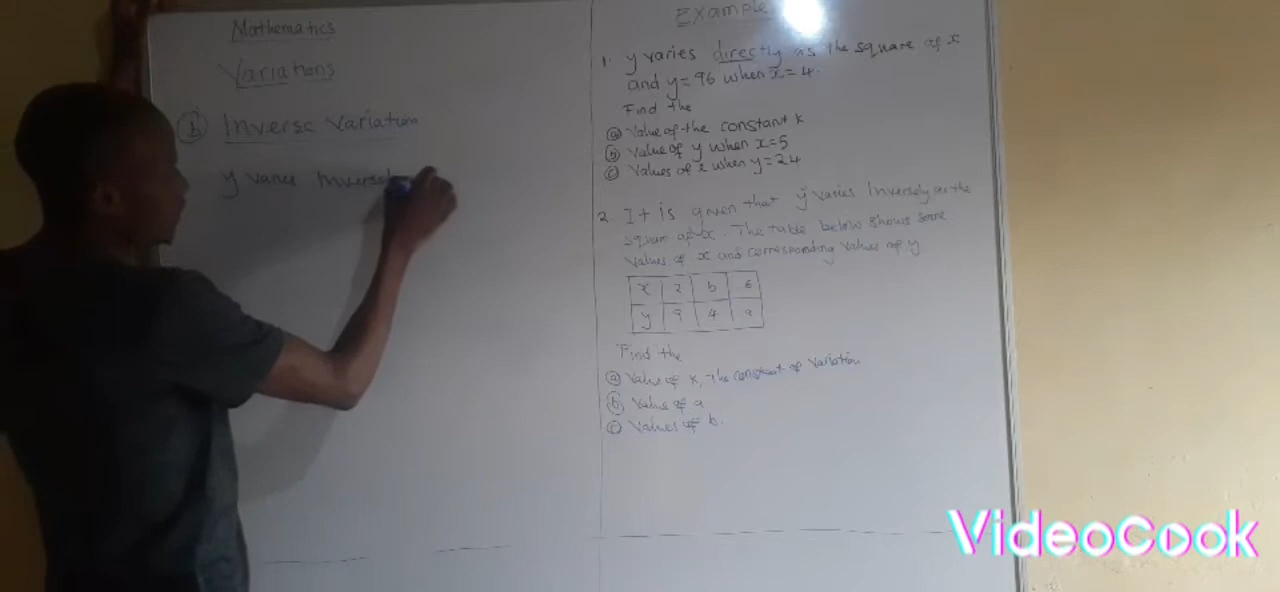 Mathematics
Variations
(b) Inverse Variation
y varies Inversel
Example
1. y varies directly as the square of x
and y=96 when x=4.
Find the
(a) Value of the constant k
(b) Value of y when x=5
(c) Values of x when y=24
2. It is given that y varies Inversely as the
square of x. The table below shows some
Values of x and corresponding Values of y
x 2 b 6
y 9 4 a
Find the
(a) Value of k, the constant of Variation
(b) Value of a
(c) Values of b.
VideoCook